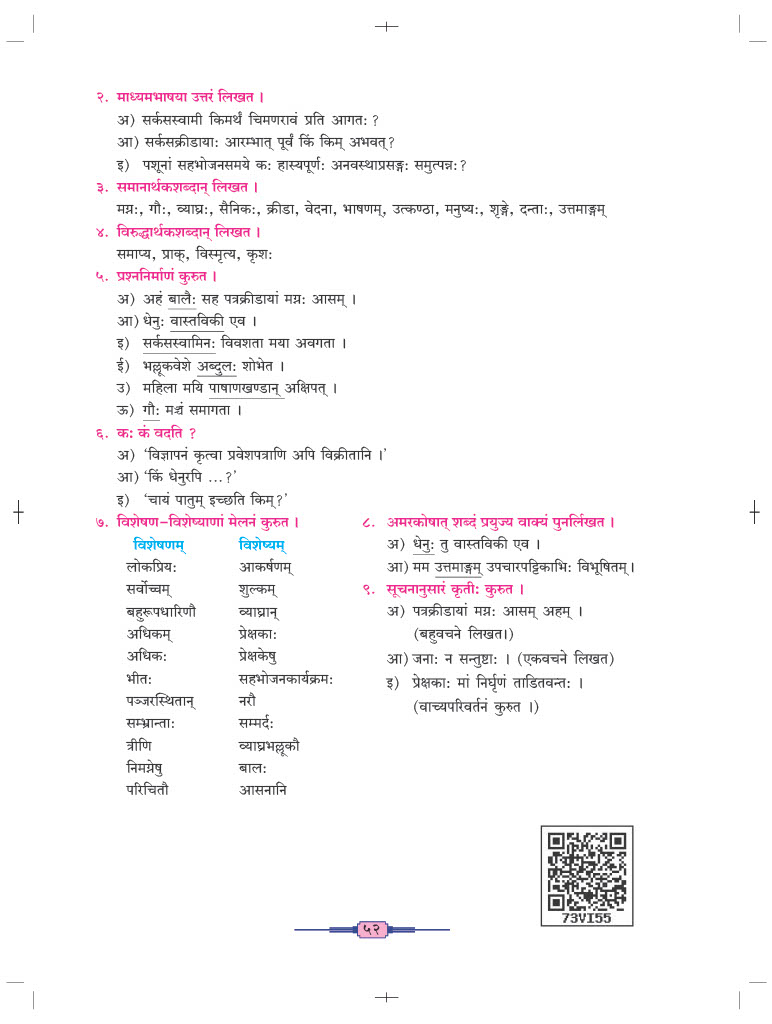 २. माध्यमभाषया उत्तरं लिखत ।
अ) सर्कसस्वामी किमर्थं चिमणरावं प्रति आगतः ?
आ) सर्कसक्रीडायाः आरम्भात् पूर्वं किं किम् अभवत् ?
इ) पशूनां सहभोजनसमये कः हास्यपूर्णः अनवस्थाप्रसङ्गः समुत्पन्नः ?
३. समानार्थकशब्दान् लिखत ।
मग्नः, गौः, व्याघ्रः, सैनिकः, क्रीडा, वेदना, भाषणम्, उत्कण्ठा, मनुष्यः, शृङ्गे, दन्ताः, उत्तमाङ्गम्
४. विरुद्धार्थकशब्दान् लिखत ।
समाप्य, प्राक्, विस्मृत्य, कृशः
५. प्रश्ननिर्माणं कुरुत ।
अ) अहं बालैः सह पत्रक्रीडायां मग्नः आसम् ।
आ) धेनुः वास्तविकी एव ।
इ) सर्कसस्वामिनः विवशता मया अवगता ।
ई) भल्लूकवेशे अब्दुलः शोभेत ।
उ) महिला मयि पाषाणखण्डान् अक्षिपत् ।
ऊ) गौः मञ्चं समागता ।
६. कः कं वदति ?
अ) ‘विज्ञापनं कृत्वा प्रवेशपत्राणि अपि विक्रीतानि ।’
आ) ‘किं धेनुरपि ...?’
इ) ‘चायं पातुम् इच्छति किम् ?’
७. विशेषण-विशेष्याणां मेलनं कुरुत ।
विशेषणम् विशेष्यम्
लोकप्रियः आकर्षणम्
सर्वोच्चम् शुल्कम्
बहुरूपधारिणौ व्याघ्रान्
अधिकम् प्रेक्षकाः
अधिकः प्रेक्षकेषु
भीतः सहभोजनकार्यक्रमः
पञ्जरस्थितान् नरौ
सम्भ्रान्ताः सम्मर्दः
त्रीणि व्याघ्रभल्लूकौ
निमग्नेषु बालः
परिचितौ आसनानि
८. अमरकोषात् शब्दं प्रयुज्य वाक्यं पुनर्लिखत ।
अ) धेनुः तु वास्तविकी एव ।
आ) मम उत्तमाङ्गम् उपचारपट्टिकाभिः विभूषितम् ।
९. सूचनानुसारं कृतीः कुरुत ।
अ) पत्रक्रीडायां मग्नः आसम् अहम् ।
(बहुवचने लिखत।)
आ) जनाः न सन्तुष्टाः । (एकवचने लिखत)
इ) प्रेक्षकाः मां निर्घृणं ताडितवन्तः ।
(वाच्यपरिवर्तनं कुरुत ।)
73VI55
५२